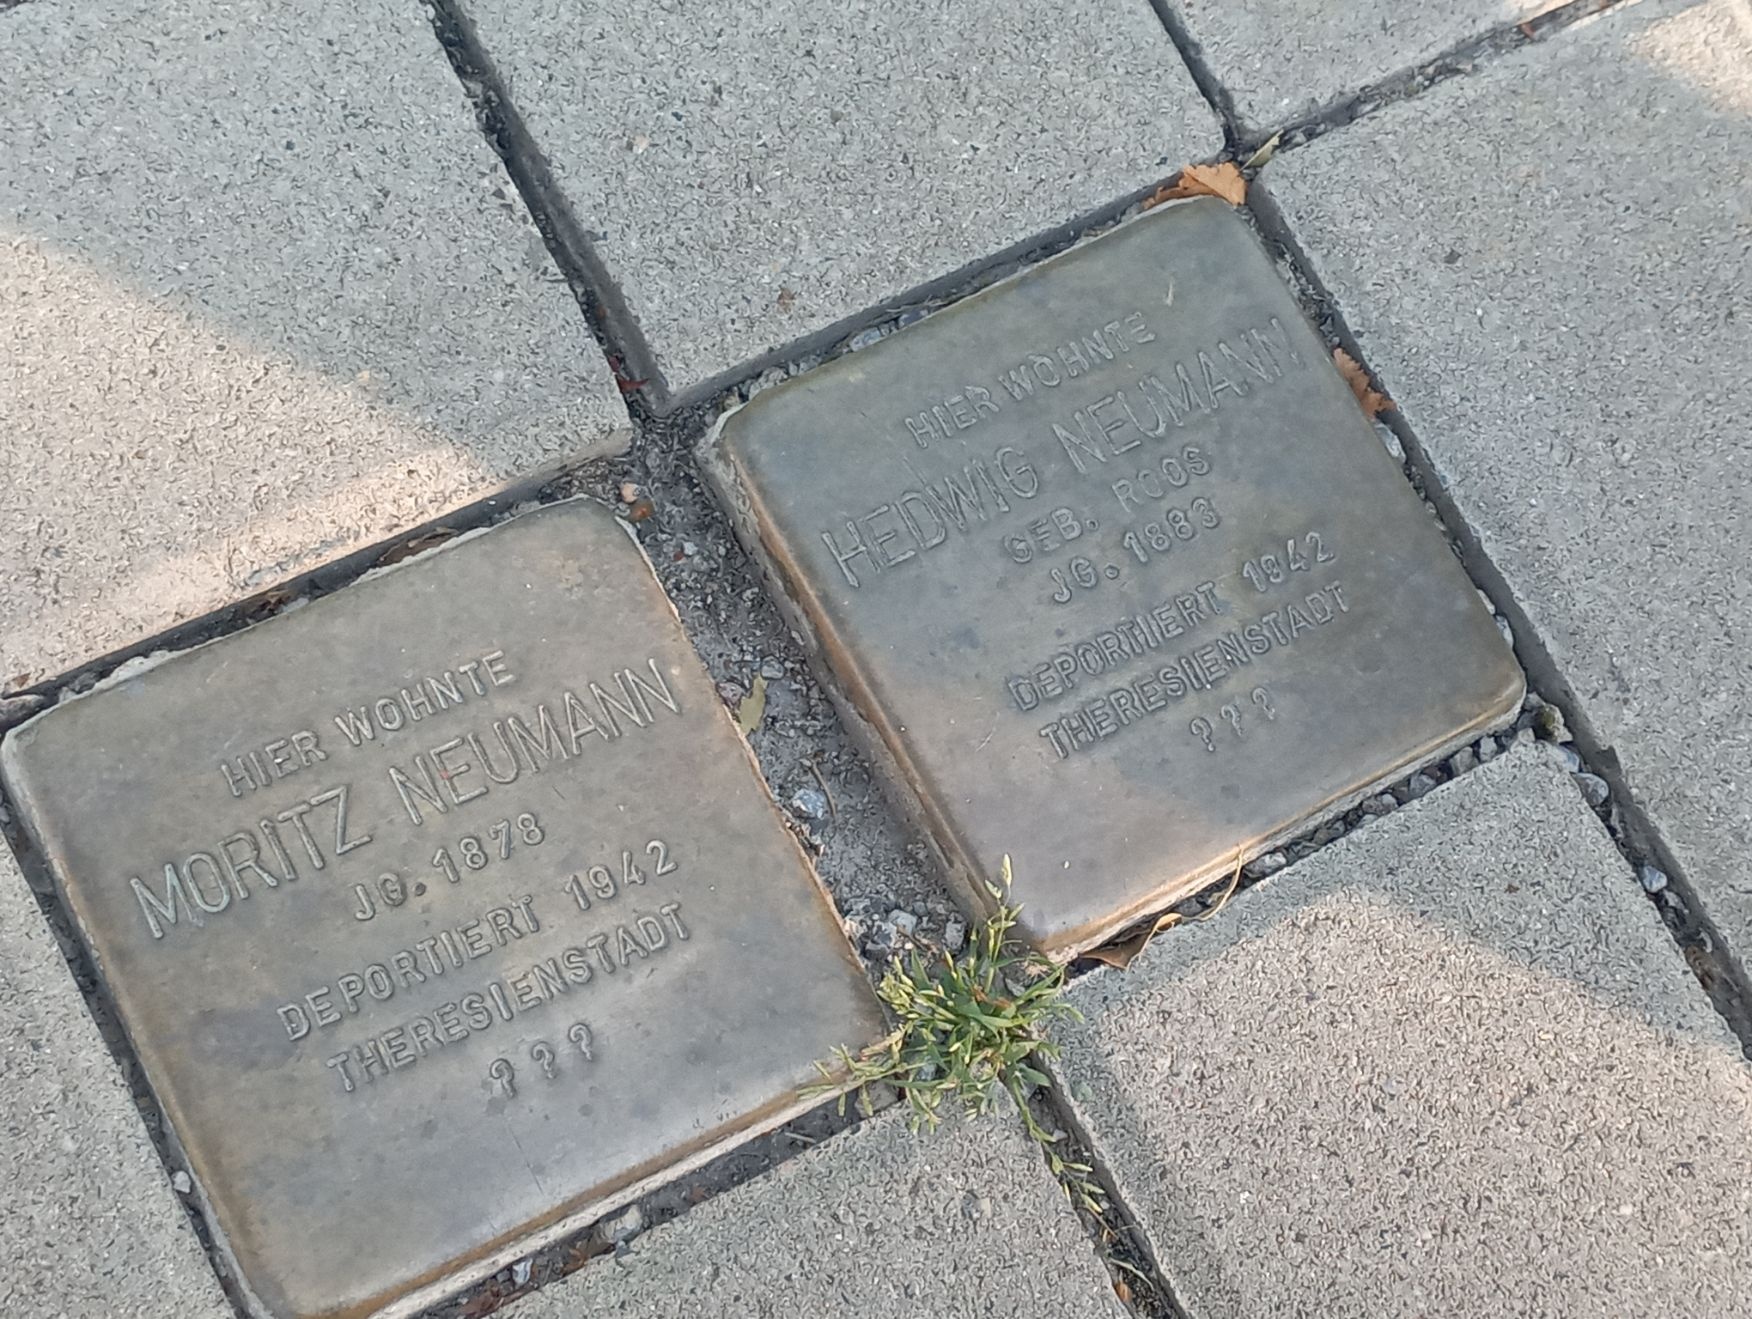 HIER WOHNTE
MORITZ NEUMANN
JG. 1878
DEPORTIERT 1942
THERESIENSTADT
???
HIER WOHNTE
HEDWIG NEUMANN
GEB. ROOS
JG. 1883
DEPORTIERT 1942
THERESIENSTADT
???